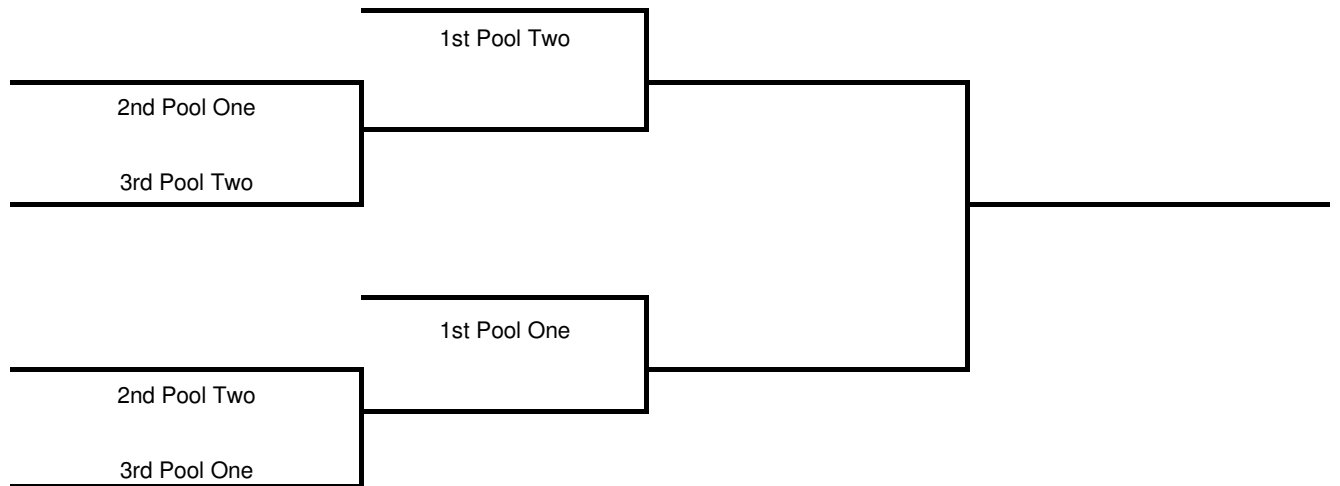 1st Pool Two
2nd Pool One
3rd Pool Two
1st Pool One
2nd Pool Two
3rd Pool One